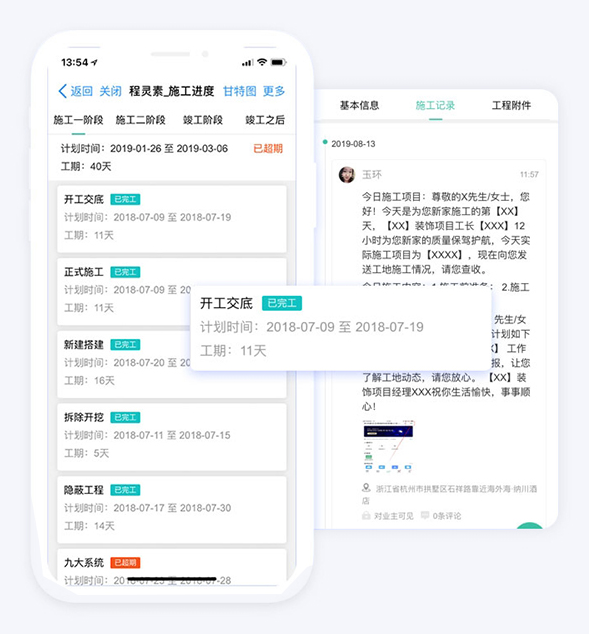 13:54
返回 关闭 程灵素_施工进度 甘特图 更多
施工一阶段 施工二阶段 竣工阶段 竣工之后
计划时间：2019-01-26 至 2019-03-06 已超期
工期：40天
开工交底 已完工
计划时间：2018-07-09 至 2018-07-19
工期：11天
正式施工 已完工
计划时间：2018-07-09 至 20
工期：11天
新建搭建 已完工
计划时间：2018-07-20 至 20
工期：16天
拆除开挖 已完工
计划时间：2018-07-11 至 2018-07-15
工期：5天
隐蔽工程 已完工
计划时间：2018-07-17 至 2018-07-30
工期：14天
九大系统 已超期
计划时间：2018-07-23 至 2018-07-28
开工交底 已完工
计划时间：2018-07-09 至 2018-07-19
工期：11天
基本信息 施工记录 工程附件
2019-08-13
玉环 11:57
今日施工项目：尊敬的X先生/女士，您
好！今天是为您新家施工的第【XX】
天，【XX】装饰项目工长【XXX】12
小时为您新家的质量保驾护航，今天实
际施工项目为【XXXX】，现在向您发
送工地施工情况，请您查收。
今日施工内容：1.施工前准备； 2.施工
先生/女
计划如下
】 工作
报，让您
了解工地动态，请您放心。【XX】装
饰项目经理XXX祝你生活愉快，事事顺
心！
浙江省杭州市拱墅区石祥路喜近海外海·纳川酒
店
对业主可见 0条评论